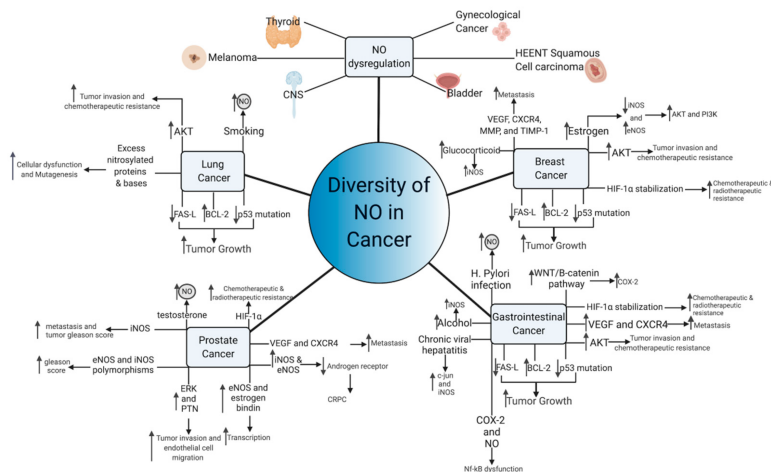 Thyroid
Melanoma
CNS
NO
dysregulation
Gynecological
Cancer
HEENT Squamous
Cell carcinoma
Bladder
Diversity of
NO in
Cancer
Tumor invasion and
chemotherapeutic resistance
NO
AKT
Smoking
Excess
nitrosylated
proteins
& bases
Cellular dysfunction
and Mutagenesis
Lung
Cancer
FAS-L
BCL-2
p53 mutation
Tumor Growth
Metastasis
VEGF, CXCR4,
MMP, and TIMP-1
Glucocorticoid
iNOS
Estrogen
iNOS
and
eNOS
AKT and PI3K
Breast
Cancer
AKT
Tumor invasion and
chemotherapeutic resistance
HIF-1α stabilization
Chemotherapeutic &
radiotherapeutic
resistance
FAS-L
BCL-2
p53 mutation
Tumor Growth
NO
testosterone
Chemotherapeutic &
radiotherapeutic resistance
HIF-1α
iNOS
metastasis and
tumor gleason score
Prostate
Cancer
VEGF and CXCR4
Metastasis
eNOS and iNOS
polymorphisms
gleason
score
iNOS &
eNOS
Androgen receptor
CRPC
ERK
and
PTN
Tumor invasion and
endothelial cell
migration
eNOS and
estrogen
bindin
Transcription
NO
H. Pylori
infection
WNT/B-catenin
pathway
COX-2
iNOS
Alcohol
Chronic viral
hepatatitis
c-jun and
iNOS
Gastrointestinal
Cancer
HIF-1α stabilization
Chemotherapeutic &
radiotherapeutic
resistance
VEGF and CXCR4
Metastasis
AKT
Tumor invasion and
chemotherapeutic resistance
FAS-L
BCL-2
p53 mutation
Tumor Growth
COX-2
and
NO
Nf-kB dysfunction